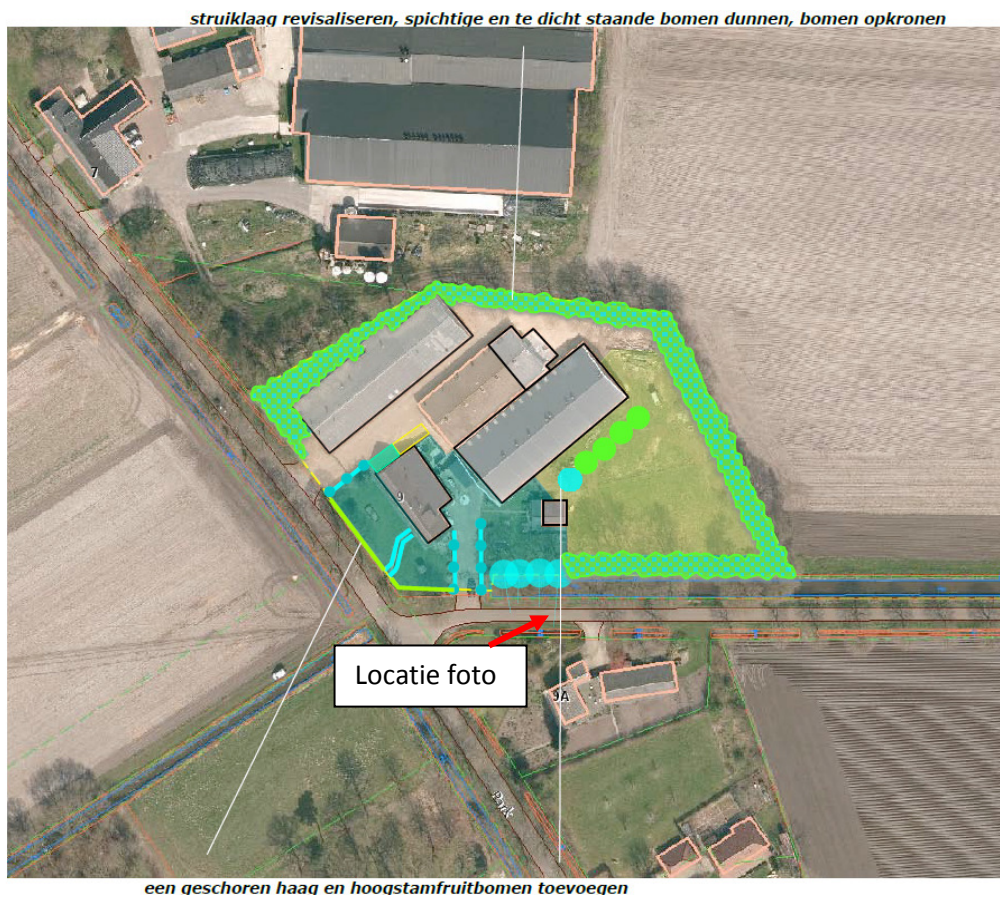 struiklaag revisaliseren, spichtige en te dicht staande bomen dunnen, bomen opkronen
7
9
Locatie foto
9A
Park
een geschoren haag en hoogstamfruitbomen toevoegen